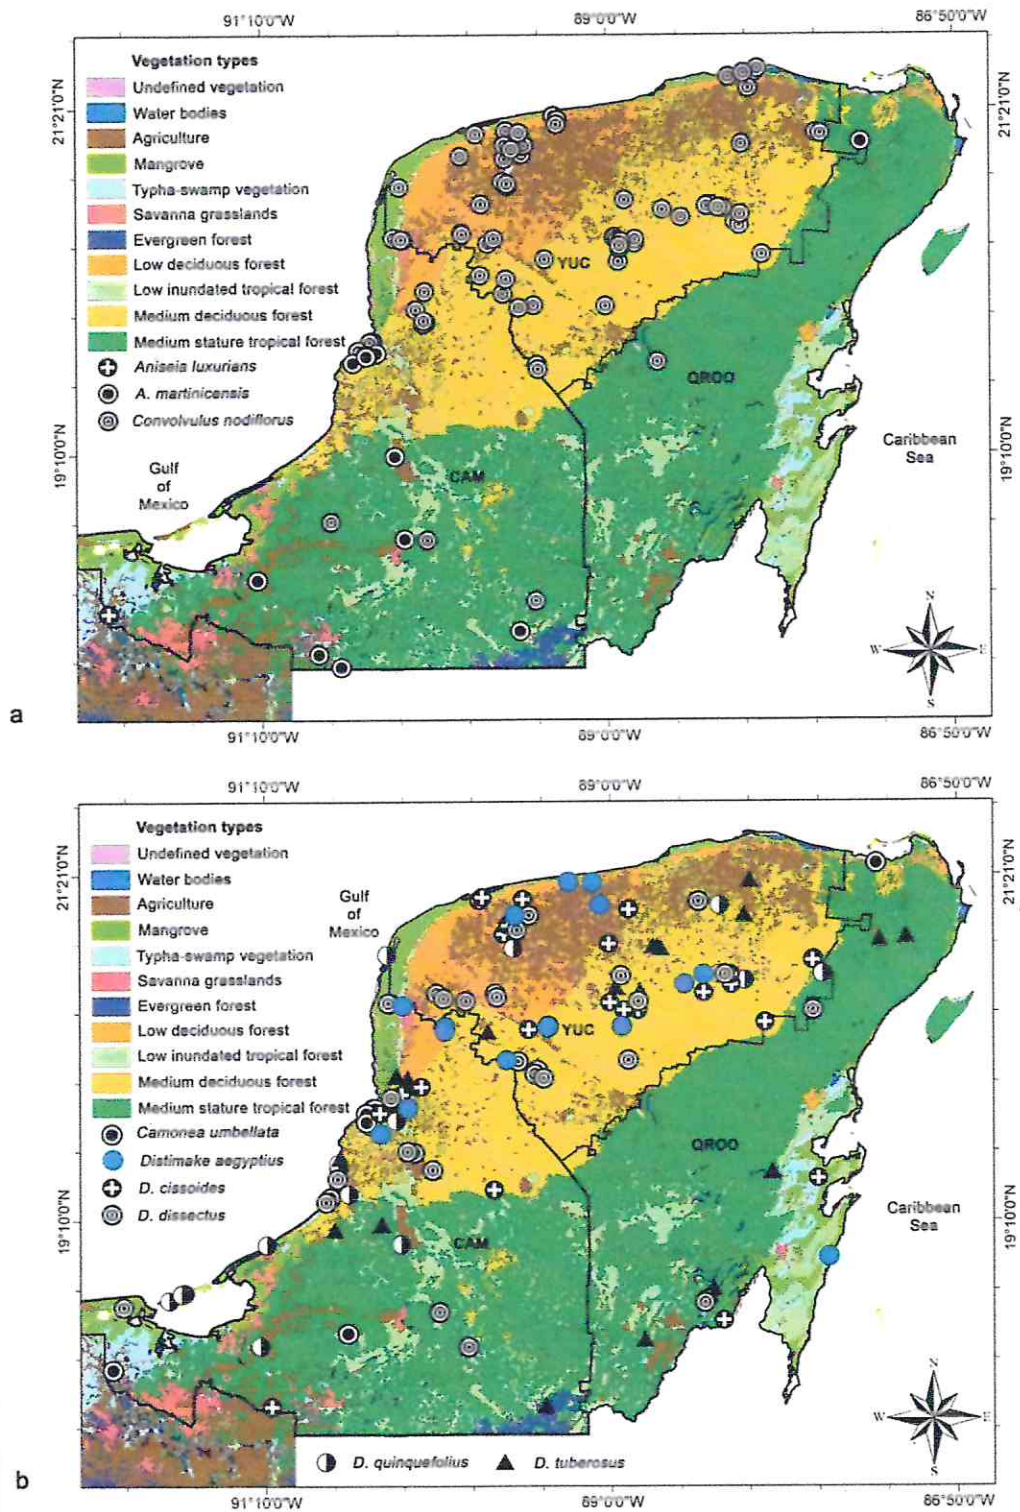 91°10'0"W 89°0'0"W 86°50'0"W
21°21'0"N
21°21'0"N
Vegetation types
Undefined vegetation
Water bodies
Agriculture
Mangrove
Typha-swamp vegetation
Savanna grasslands
Evergreen forest
Low deciduous forest
Low inundated tropical forest
Medium deciduous forest
Medium stature tropical forest
Aniseia luxurians
A. martinicensis
Convolvulus nodiflorus
YUC
QROO
CAM
Gulf
of
Mexico
Caribbean
Sea
19°10'0"N
19°10'0"N
N
W E
S
a
91°10'0"W 89°0'0"W 86°50'0"W
91°10'0"W 89°0'0"W 86°50'0"W
21°21'0"N
21°21'0"N
Vegetation types
Undefined vegetation
Water bodies
Agriculture
Mangrove
Typha-swamp vegetation
Savanna grasslands
Evergreen forest
Low deciduous forest
Low inundated tropical forest
Medium deciduous forest
Medium stature tropical forest
Camonea umbellata
Distimake aegyptius
D. cissoides
D. dissectus
Gulf
of
Mexico
YUC
QROO
CAM
Caribbean
Sea
19°10'0"N
19°10'0"N
N
W E
S
D. quinquefolius D. tuberosus
b
91°10'0"W 89°0'0"W 86°50'0"W